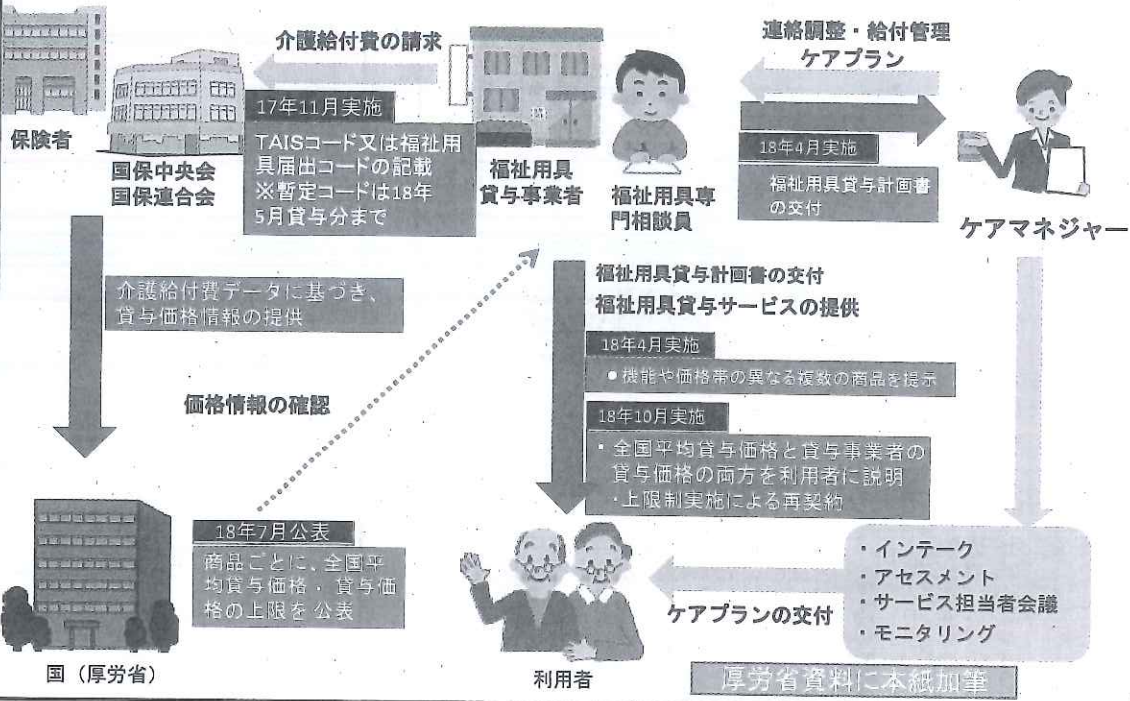 介護給付費の請求
連絡調整・給付管理
ケアプラン
保険者
国保中央会
国保連合会
17年11月実施
TAISコード又は福祉用
具届出コードの記載
※暫定コードは18年
5月貸与分まで
福祉用具
貸与事業者
福祉用具専
門相談員
18年4月実施
福祉用具貸与計画書
の交付
ケアマネジャー
介護給付費データに基づき、
貸与価格情報の提供
福祉用具貸与計画書の交付
福祉用具貸与サービスの提供
18年4月実施
●機能や価格帯の異なる複数の商品を提示
価格情報の確認
18年10月実施
・全国平均貸与価格と貸与事業者の
貸与価格の両方を利用者に説明
・上限制実施による再契約
18年7月公表
商品ごとに、全国平
均貸与価格・貸与価
格の上限を公表
・インテーク
・アセスメント
・サービス担当者会議
・モニタリング
ケアプランの交付
国（厚労省）
利用者
厚労省資料に本紙加筆